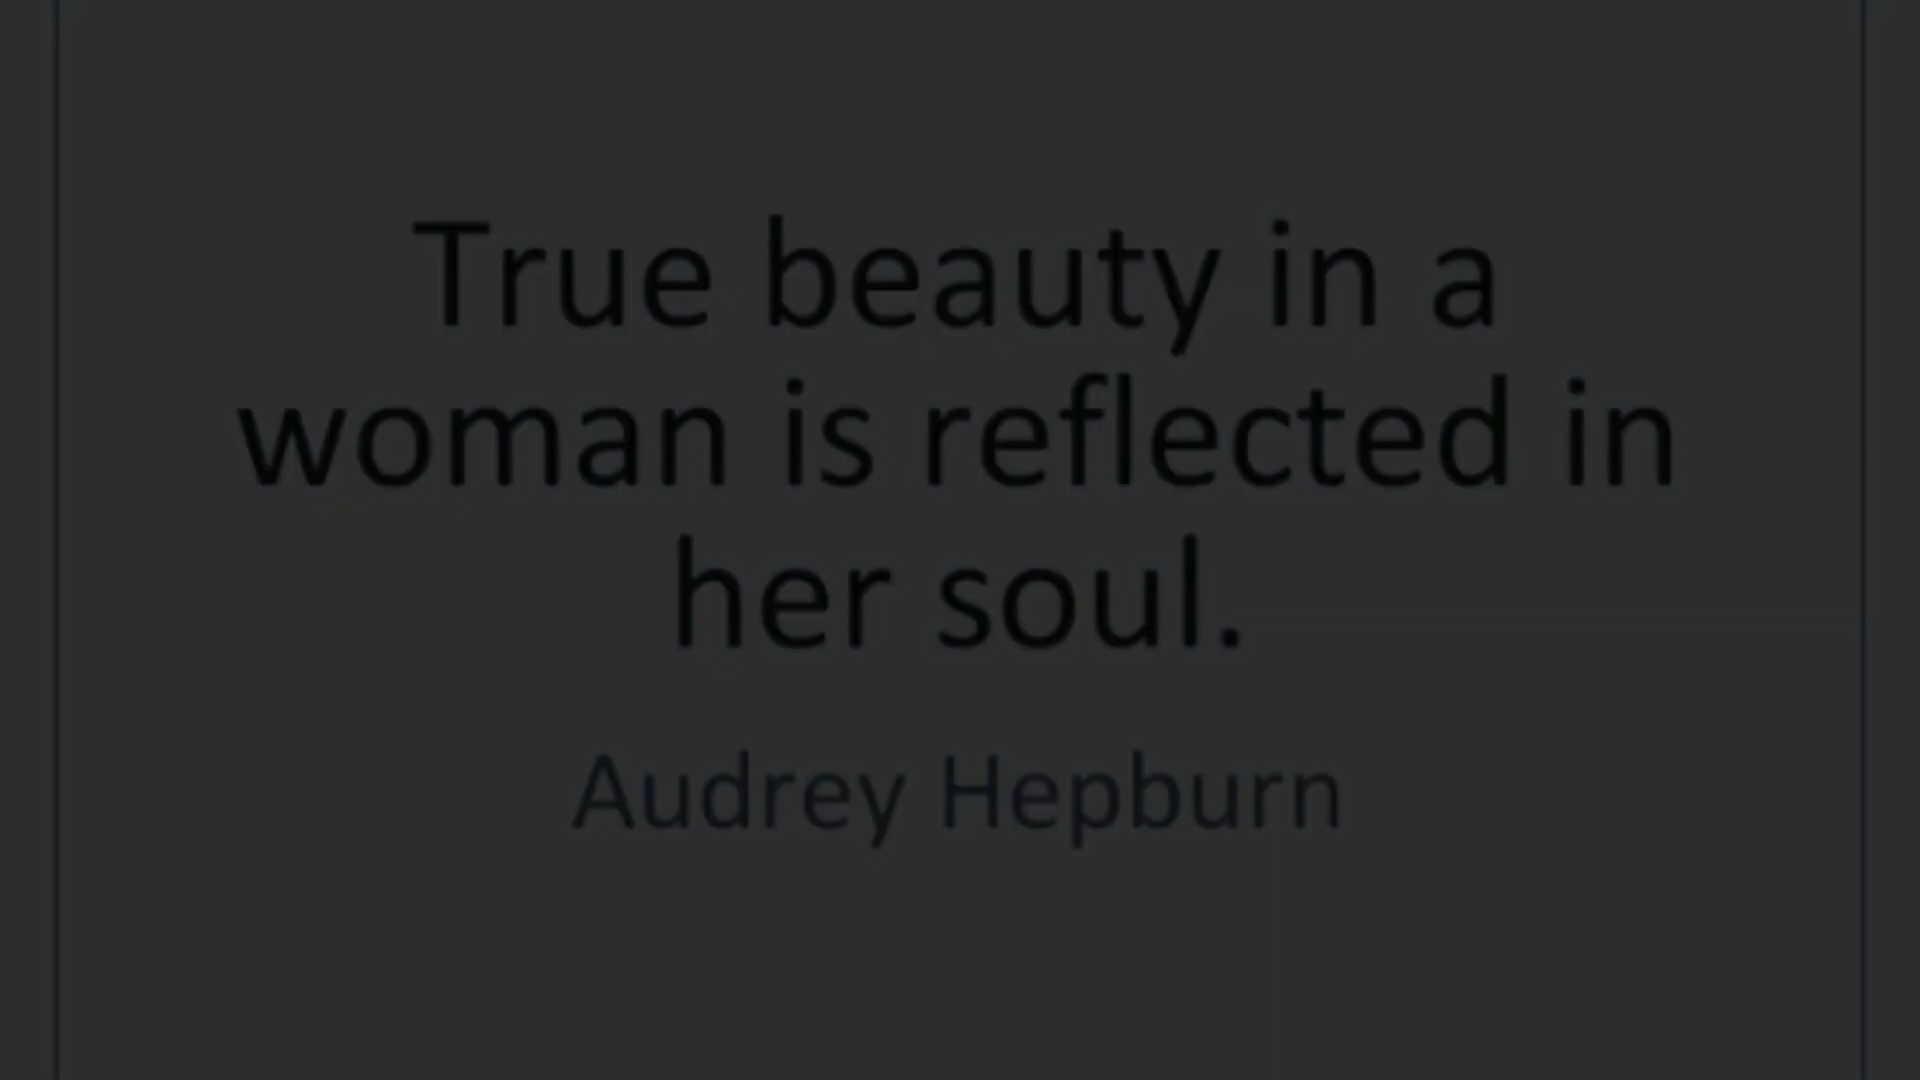 True beauty in a
woman is reflected in
her soul.
Audrey Hepburn